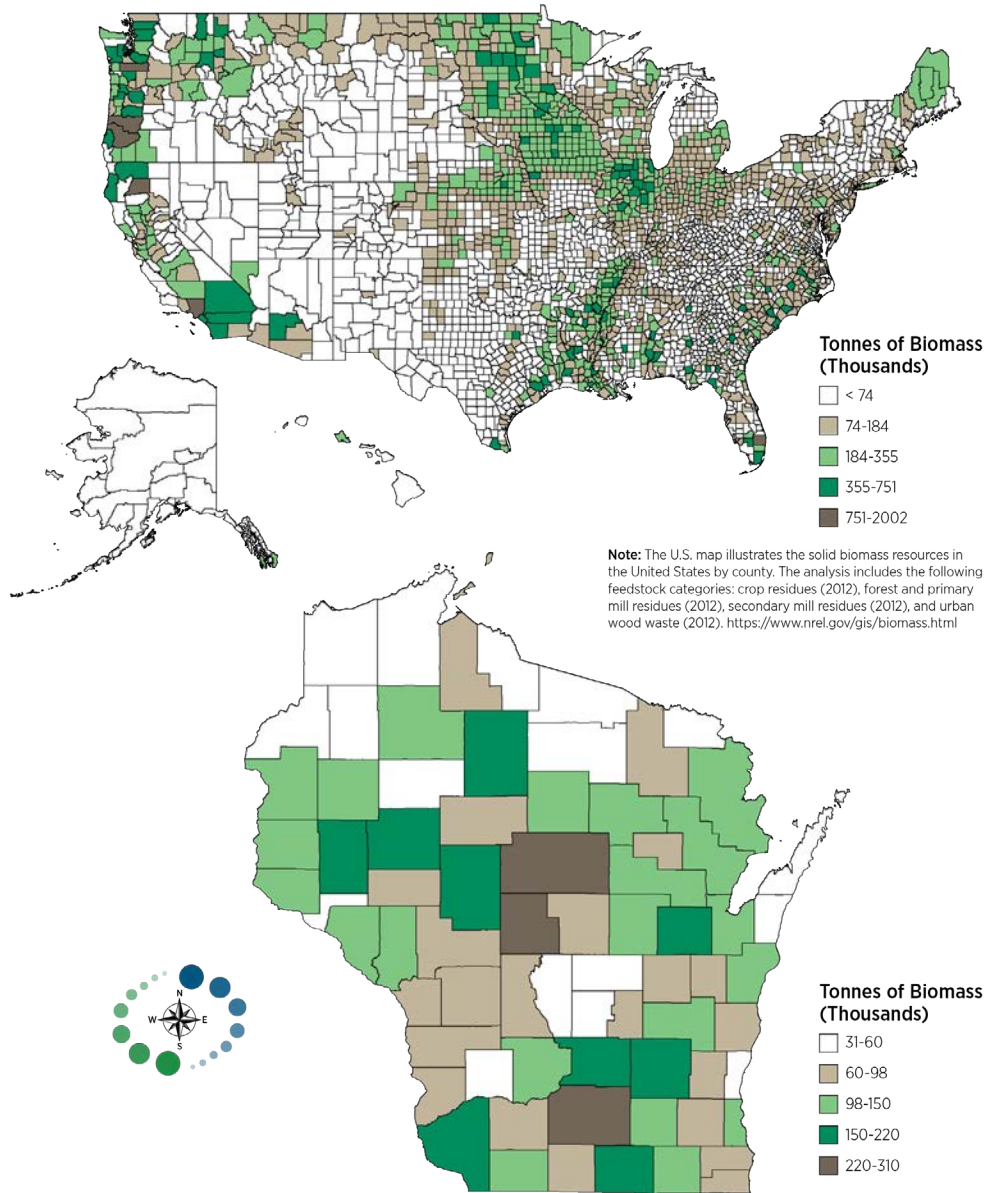 Tonnes of Biomass
(Thousands)
< 74
74-184
184-355
355-751
751-2002
Note: The U.S. map illustrates the solid biomass resources in
the United States by county. The analysis includes the following
feedstock categories: crop residues (2012), forest and primary
mill residues (2012), secondary mill residues (2012), and urban
wood waste (2012). https://www.nrel.gov/gis/biomass.html
N
W E
S
Tonnes of Biomass
(Thousands)
31-60
60-98
98-150
150-220
220-310